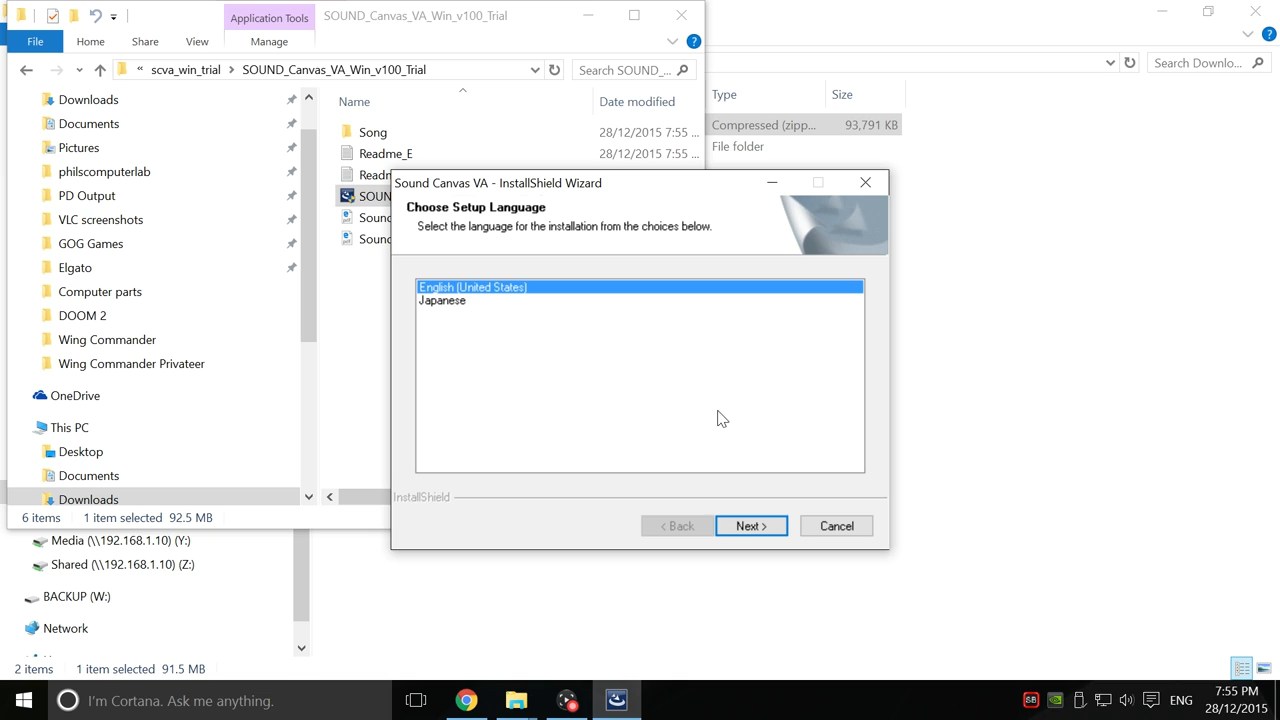 Application Tools
SOUND_Canvas_VA_Win_v100_Trial
File
Home
Share
View
Manage
«
scva_win_trial
SOUND_Canvas_VA_Win_v100_Trial
Search SOUND_...
Search Downlo...
Downloads
Documents
Pictures
philscomputerlab
PD Output
VLC screenshots
GOG Games
Elgato
Computer parts
DOOM 2
Wing Commander
Wing Commander Privateer
OneDrive
This PC
Desktop
Documents
Downloads
6 items
1 item selected 92.5 MB
Name
Date modified
Song
28/12/2015 7:55 ...
Readme_E
28/12/2015 7:55 ...
Readm
SOUN
Sound
Sound
Type
Size
Compressed (zipp...
93,791 KB
File folder
Sound Canvas VA - InstallShield Wizard
Choose Setup Language
Select the language for the installation from the choices below.
English (United States)
Japanese
InstallShield
< Back
Next >
Cancel
Media (\\192.168.1.10) (Y:)
Shared (\\192.168.1.10) (Z:)
BACKUP (W:)
Network
2 items
1 item selected 91.5 MB
I'm Cortana. Ask me anything.
ENG
7:55 PM
28/12/2015